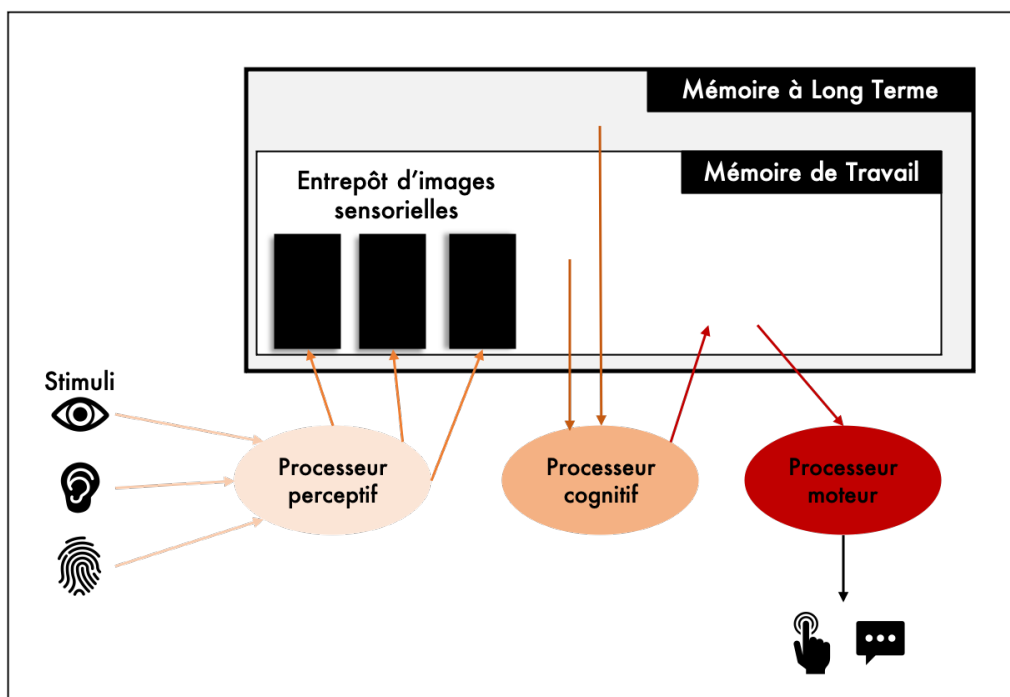 Mémoire à Long Terme
Mémoire de Travail
Entrepôt d'images
sensorielles
Stimuli
Processeur
perceptif
Processeur
cognitif
Processeur
moteur